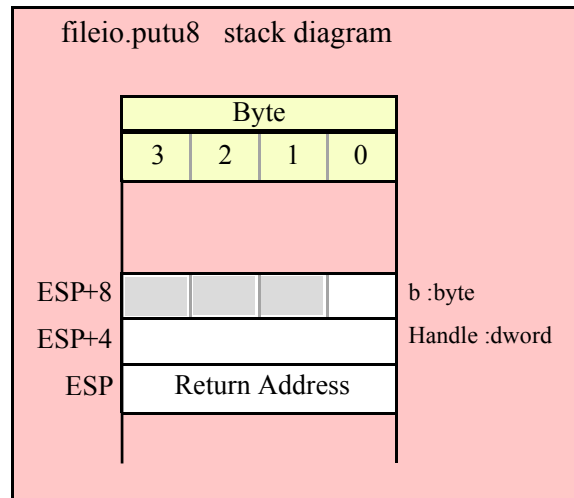 fileio.putu8 stack diagram
Byte
3 2 1 0
ESP+8 b :byte
ESP+4 Handle :dword
ESP Return Address